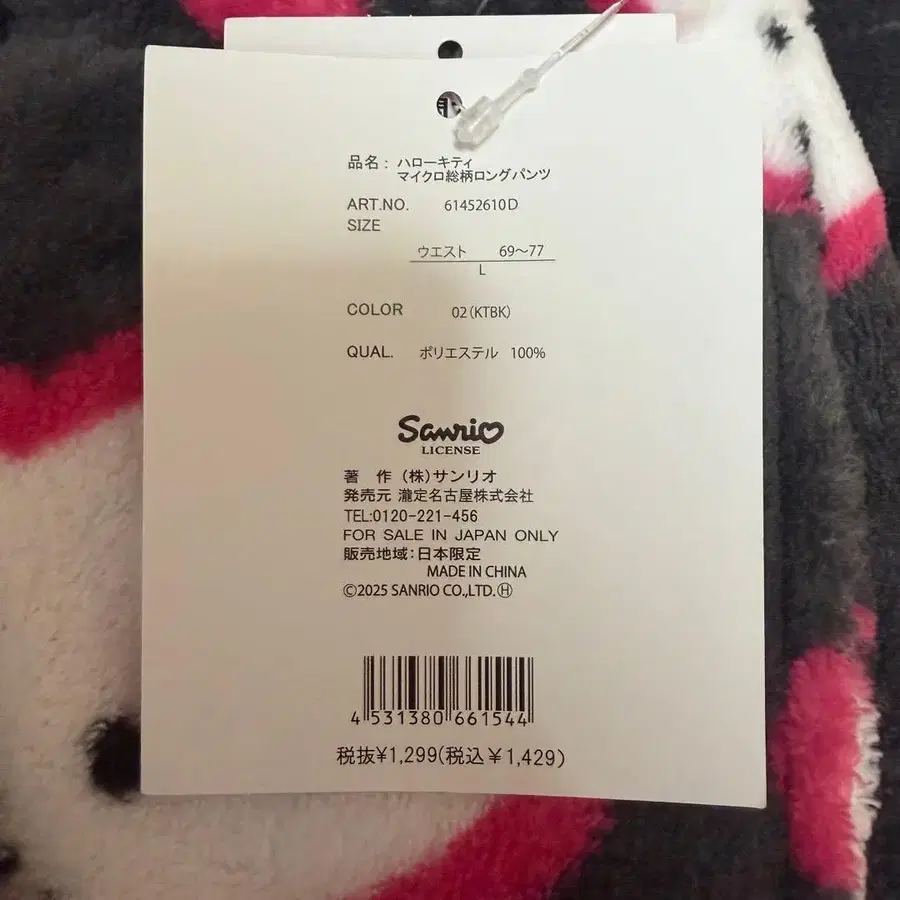 品名： ハローキティ
マイクロ総柄ロングパンツ
ART.NO. 61452610D
SIZE
ウエスト 69～77
L
COLOR 02(KTBK)
QUAL. ポリエステル 100%
Sanrio
LICENSE
著 作 (株)サンリオ
発売元 瀧定名古屋株式会社
TEL:0120-221-456
FOR SALE IN JAPAN ONLY
販売地域：日本限定
MADE IN CHINA
©2025 SANRIO CO.,LTD. Ⓗ
4 531380 661544
税抜¥1,299(税込￥1,429)